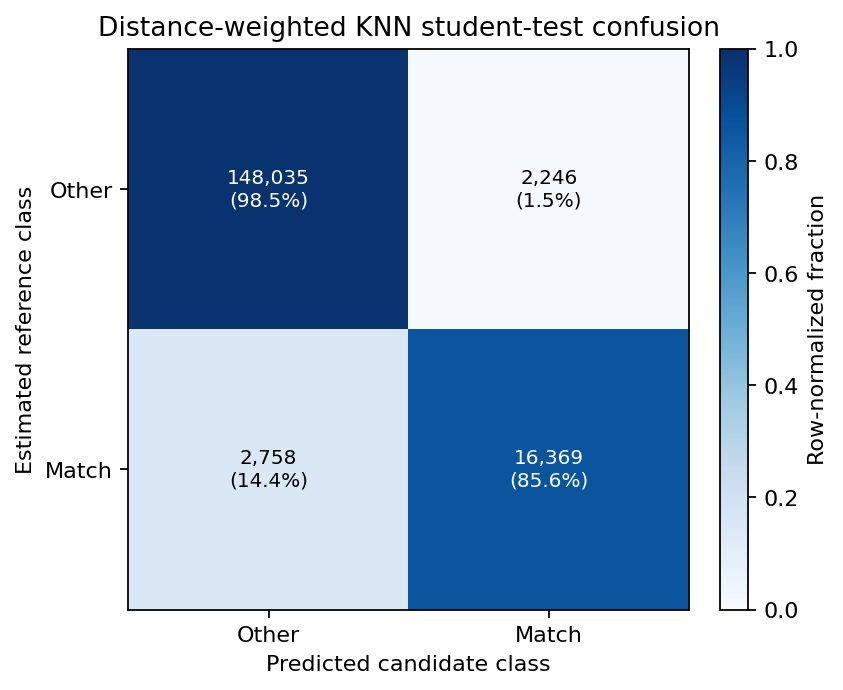 Distance-weighted KNN student-test confusion
Estimated reference class
Other
148,035
(98.5%)
2,246
(1.5%)
Match
2,758
(14.4%)
16,369
(85.6%)
Other
Match
Predicted candidate class
1.0
0.8
0.6
0.4
0.2
0.0
Row-normalized fraction